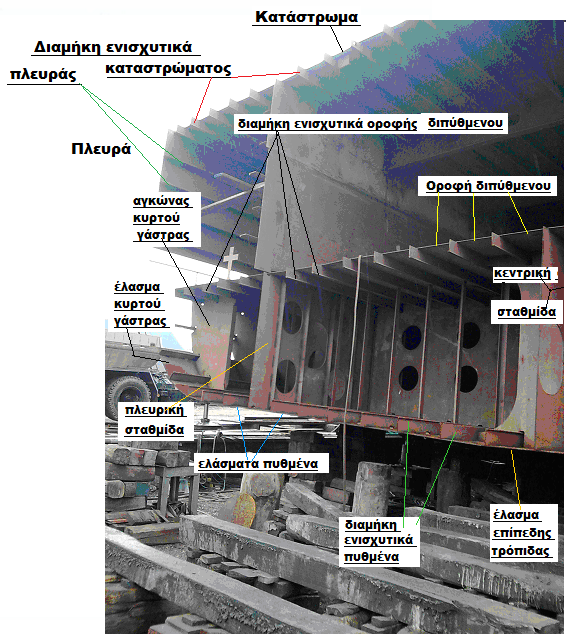 Κατάστρωμα
Διαμήκη ενισχυτικά
πλευράς
καταστρώματος
διαμήκη ενισχυτικά οροφής διπύθμενου
Πλευρά
Οροφή διπύθμενου
αγκώνας
κυρτού
γάστρας
κεντρική
σταθμίδα
έλασμα
κυρτού
γάστρας
πλευρική
σταθμίδα
ελάσματα πυθμένα
διαμήκη
ενισχυτικά
πυθμένα
έλασμα
επίπεδης
τρόπιδας